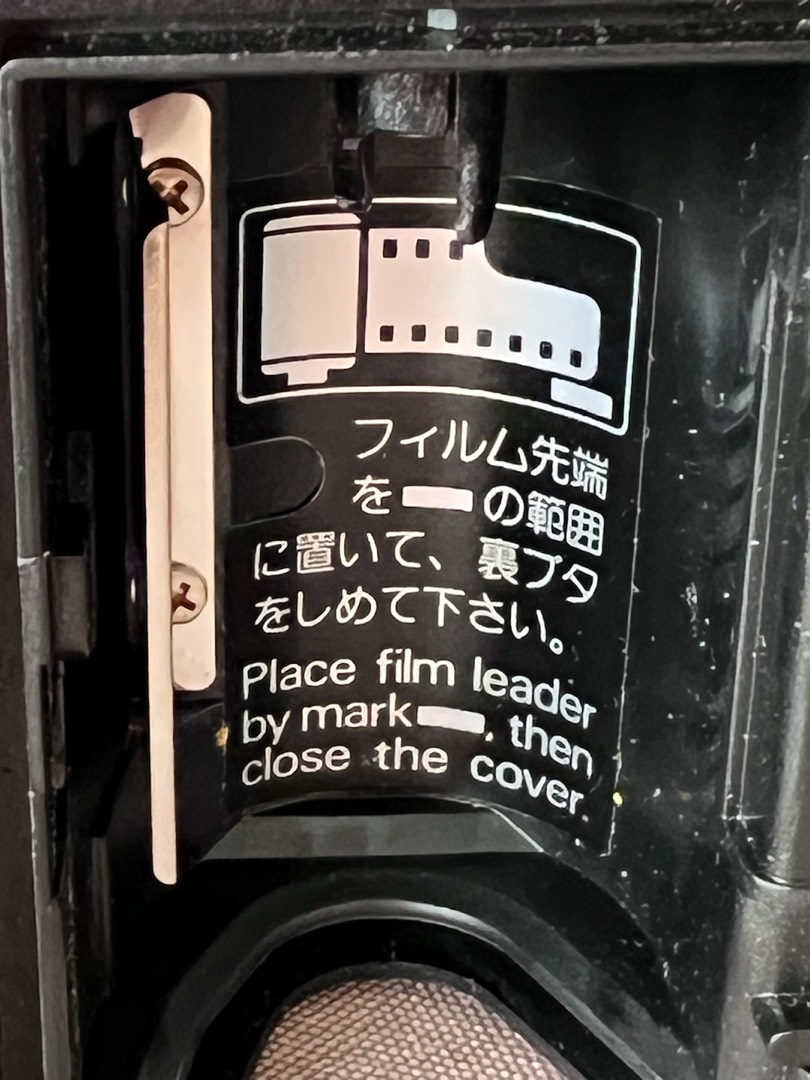 フィルム先端
を の範囲
に置いて、裏ブタ
をしめて下さい。
Place film leader
by mark , then
close the cover.